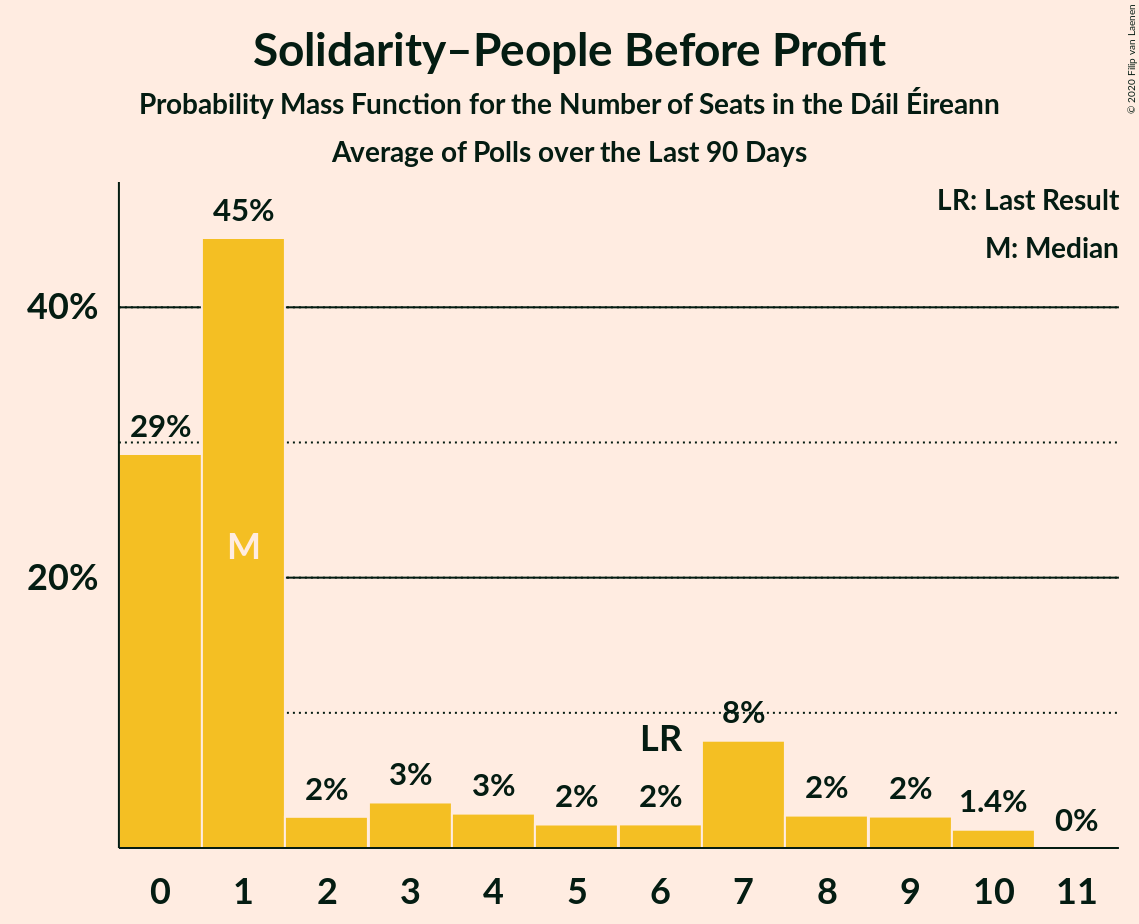 Solidarity–People Before Profit
Probability Mass Function for the Number of Seats in the Dáil Éireann
Average of Polls over the Last 90 Days
© 2020 Filip van Laenen
LR: Last Result
M: Median
45%
40%
29%
M
20%
8%
LR
3%
3%
2%
2%
2%
2%
2%
1.4%
0%
0 1 2 3 4 5 6 7 8 9 10 11